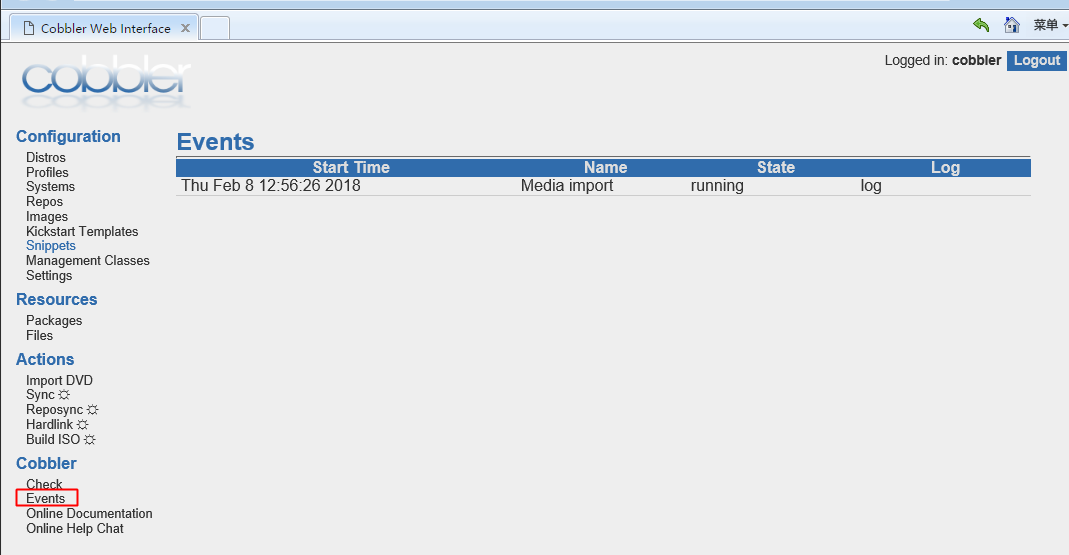 Cobbler Web Interface
菜单
Logged in: cobbler Logout
cobbler
Configuration
Distros
Profiles
Systems
Repos
Images
Kickstart Templates
Snippets
Management Classes
Settings
Resources
Packages
Files
Actions
Import DVD
Sync
Reposync
Hardlink
Build ISO
Cobbler
Check
Events
Online Documentation
Online Help Chat
Events
Start Time Name State Log
Thu Feb 8 12:56:26 2018 Media import running log